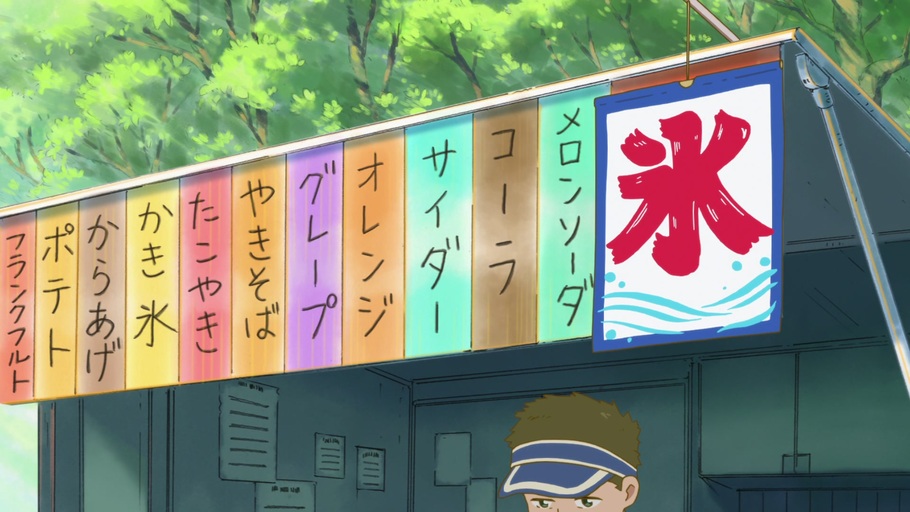 氷
メロンソーダ
コーラ
サイダー
オレンジ
グレープ
やきそば
たこやき
かき氷
からあげ
ポテト
フランクフルト